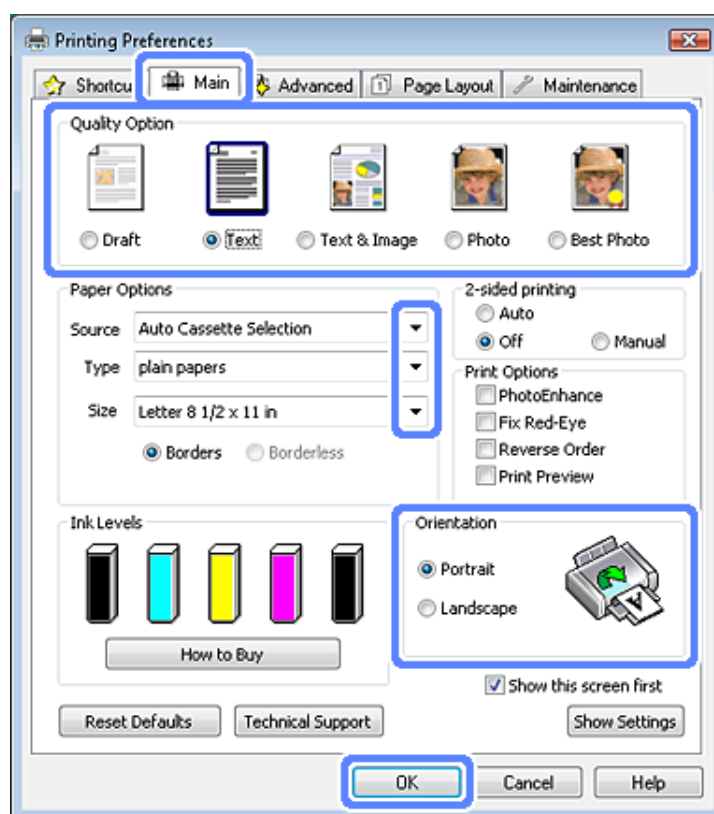 Printing Preferences
Shortcu Main Advanced Page Layout Maintenance
Quality Option
Draft Text Text & Image Photo Best Photo
Paper Options
Source Auto Cassette Selection
Type plain papers
Size Letter 8 1/2 x 11 in
Borders Borderless
2-sided printing
Auto
Off Manual
Print Options
PhotoEnhance
Fix Red-Eye
Reverse Order
Print Preview
Ink Levels
How to Buy
Orientation
Portrait
Landscape
A
Show this screen first
Reset Defaults Technical Support Show Settings
OK Cancel Help